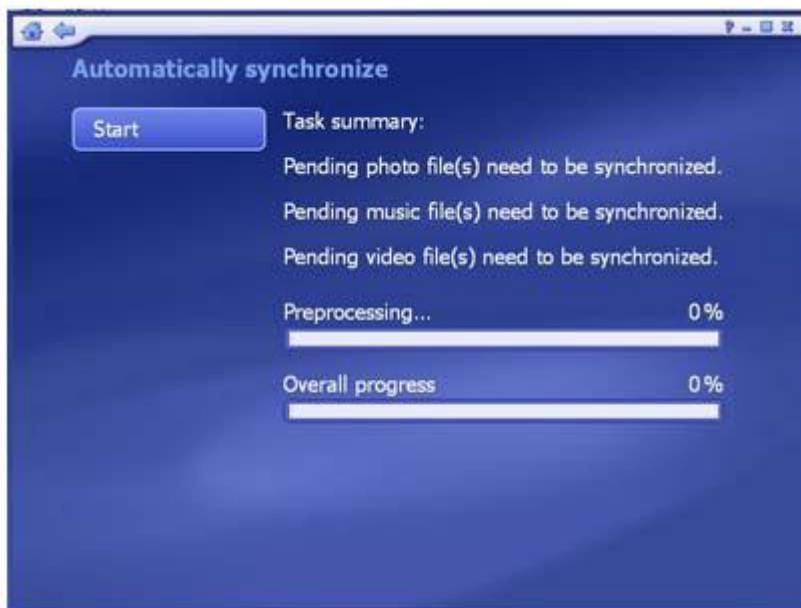 Automatically synchronize
Start
Task summary:
Pending photo file(s) need to be synchronized.
Pending music file(s) need to be synchronized.
Pending video file(s) need to be synchronized.
Preprocessing... 0%
Overall progress 0%